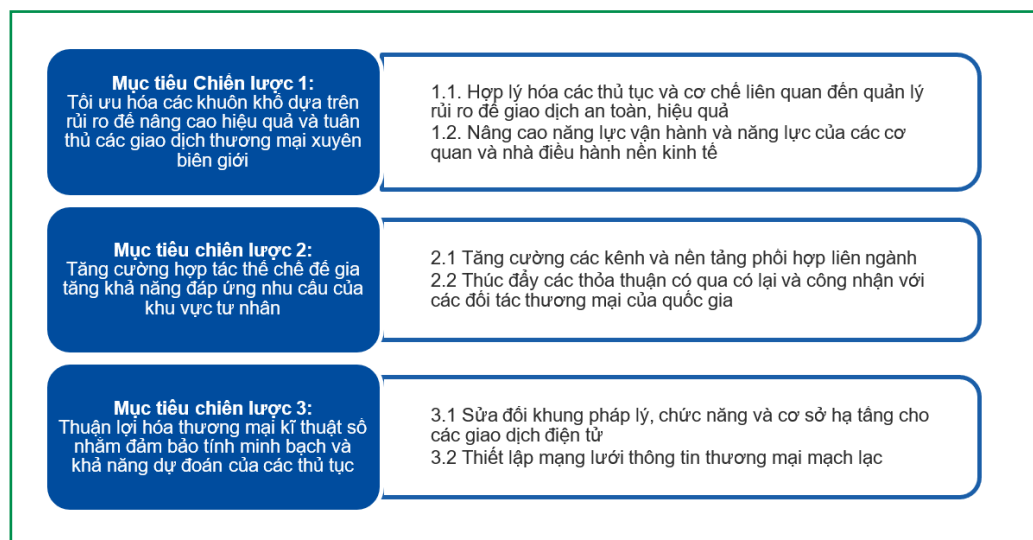 Mục tiêu Chiến lược 1:
Tối ưu hóa các khuôn khổ dựa trên
rủi ro để nâng cao hiệu quả và tuân
thủ các giao dịch thương mại xuyên
biên giới
1.1. Hợp lý hóa các thủ tục và cơ chế liên quan đến quản lý
rủi ro để giao dịch an toàn, hiệu quả
1.2. Nâng cao năng lực vận hành và năng lực của các cơ
quan và nhà điều hành nền kinh tế
Mục tiêu chiến lược 2:
Tăng cường hợp tác thể chế để gia
tăng khả năng đáp ứng nhu cầu của
khu vực tư nhân
2.1 Tăng cường các kênh và nền tảng phối hợp liên ngành
2.2 Thúc đẩy các thỏa thuận có qua có lại và công nhận với
các đối tác thương mại của quốc gia
Mục tiêu chiến lược 3:
Thuận lợi hóa thương mại kĩ thuật số
nhằm đảm bảo tính minh bạch và
khả năng dự đoán của các thủ tục
3.1 Sửa đổi khung pháp lý, chức năng và cơ sở hạ tầng cho
các giao dịch điện tử
3.2 Thiết lập mạng lưới thông tin thương mại mạch lạc